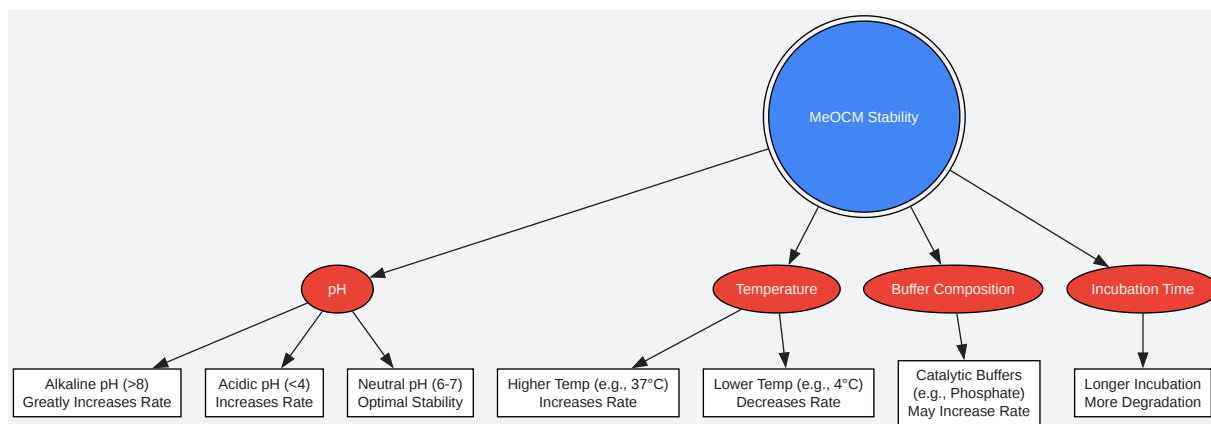 MeOCM Stability
pH
Temperature
Buffer Composition
Incubation Time
Alkaline pH (>8)
Greatly Increases Rate
Acidic pH (<4)
Increases Rate
Neutral pH (6-7)
Optimal Stability
Higher Temp (e.g., 37°C)
Increases Rate
Lower Temp (e.g., 4°C)
Decreases Rate
Catalytic Buffers
(e.g., Phosphate)
May Increase Rate
Longer Incubation
More Degradation